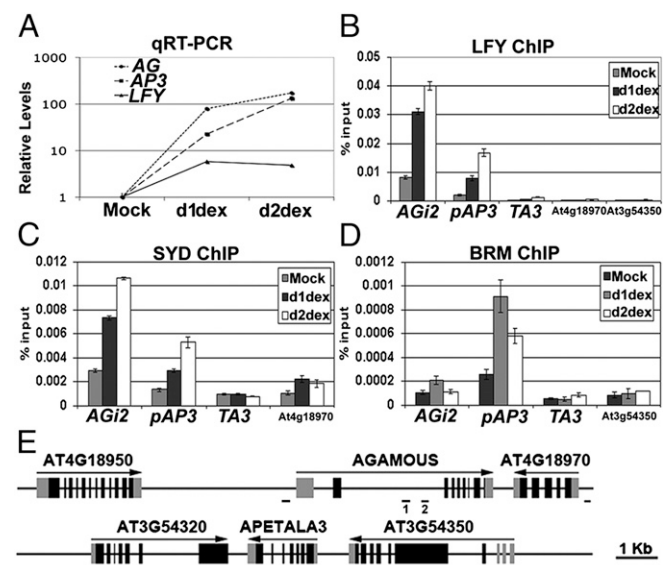 A
qRT-PCR
Relative Levels
1000
100
10
1
AG
AP3
LFY
Mock d1dex d2dex
B
LFY ChIP
% input
0.05
0.04
0.03
0.02
0.01
0
Mock
d1dex
d2dex
AGi2 pAP3 TA3 At4g18970 At3g54350
C
SYD ChIP
% input
0.012
0.01
0.008
0.006
0.004
0.002
0
Mock
d1dex
d2dex
AGi2 pAP3 TA3 At4g18970
D
BRM ChIP
% input
0.0012
0.001
0.0008
0.0006
0.0004
0.0002
0
Mock
d1dex
d2dex
AGi2 pAP3 TA3 At3g54350
E
AT4G18950 AGAMOUS AT4G18970
1 2
AT3G54320 APETALA3 AT3G54350
1 Kb